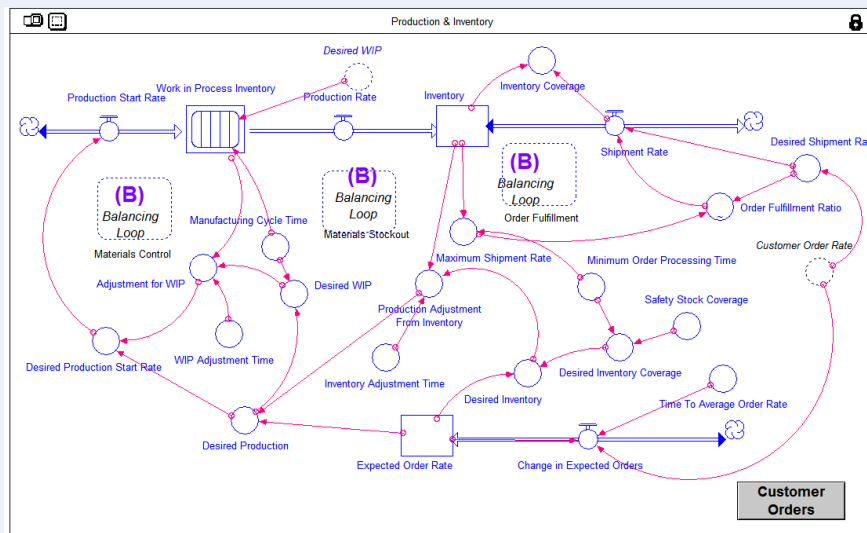 Production & Inventory
Desired WIP
Work in Process Inventory
Production Start Rate
Production Rate
Inventory
Inventory Coverage
Desired Shipment Ra
Shipment Rate
(B)
Balancing
Loop
Materials Control
(B)
Balancing
Loop
Materials Stockout
(B)
Balancing
Loop
Order Fulfillment
Order Fulfillment Ratio
Manufacturing Cycle Time
Customer Order Rate
Maximum Shipment Rate
Minimum Order Processing Time
Adjustment for WIP
Desired WIP
Production Adjustment
From Inventory
Safety Stock Coverage
WIP Adjustment Time
Desired Production Start Rate
Inventory Adjustment Time
Desired Inventory Coverage
Desired Inventory
Time To Average Order Rate
Desired Production
Expected Order Rate
Change in Expected Orders
Customer
Orders